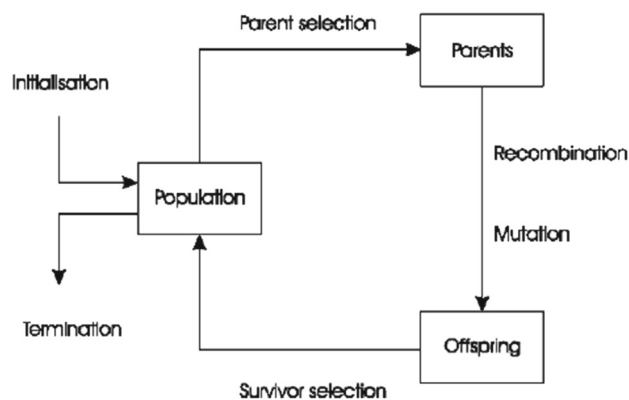 Parent selection
Parents
Initialisation
Recombination
Population
Mutation
Termination
Offspring
Survivor selection